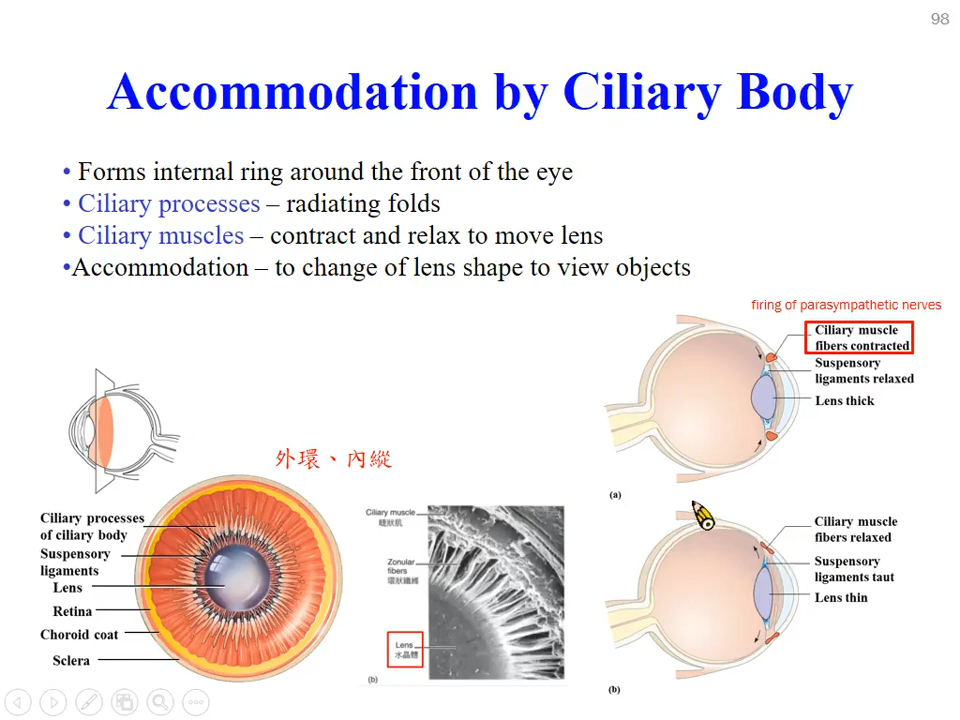 98
Accommodation by Ciliary Body
• Forms internal ring around the front of the eye
• Ciliary processes – radiating folds
• Ciliary muscles – contract and relax to move lens
•Accommodation – to change of lens shape to view objects
firing of parasympathetic nerves
Ciliary muscle
fibers contracted
Suspensory
ligaments relaxed
Lens thick
(a)
外環、內縱
Ciliary processes
of ciliary body
Suspensory
ligaments
Lens
Retina
Choroid coat
Sclera
Ciliary muscle
睫狀肌
Zonular
fibers
環狀纖維
Lens
水晶體
(b)
Ciliary muscle
fibers relaxed
Suspensory
ligaments taut
Lens thin
(b)